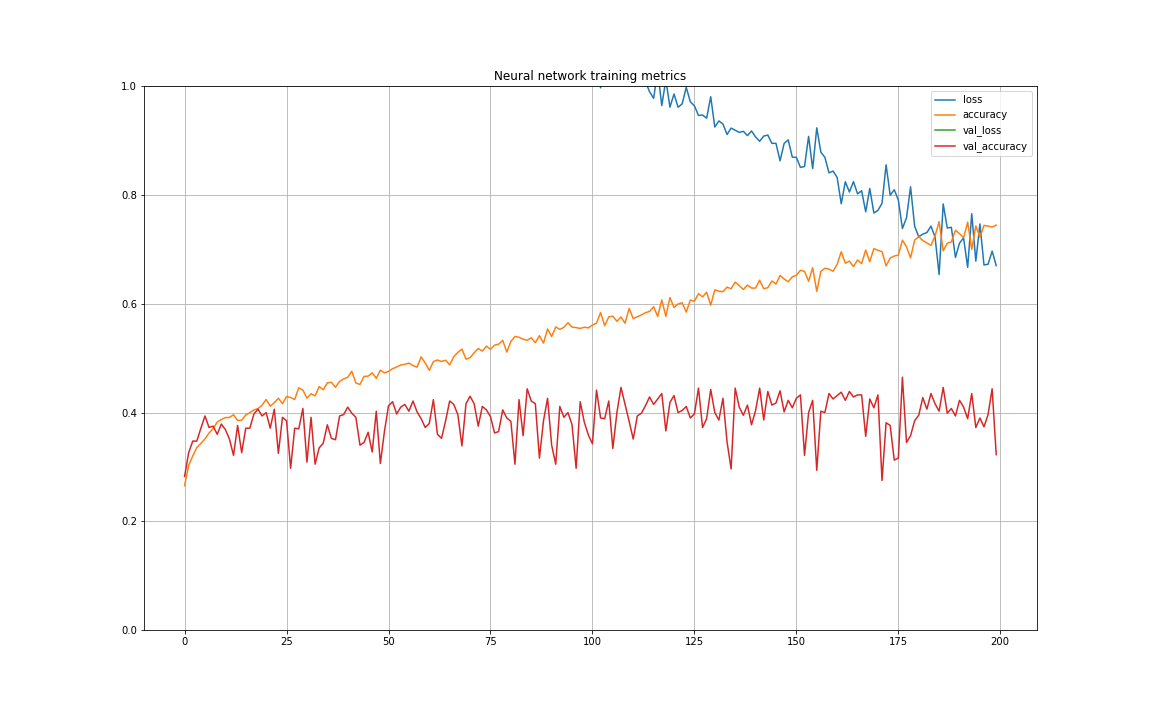 Neural network training metrics
1.0
0.8
0.6
0.4
0.2
0.0
loss
accuracy
val_loss
val_accuracy
0 25 50 75 100 125 150 175 200